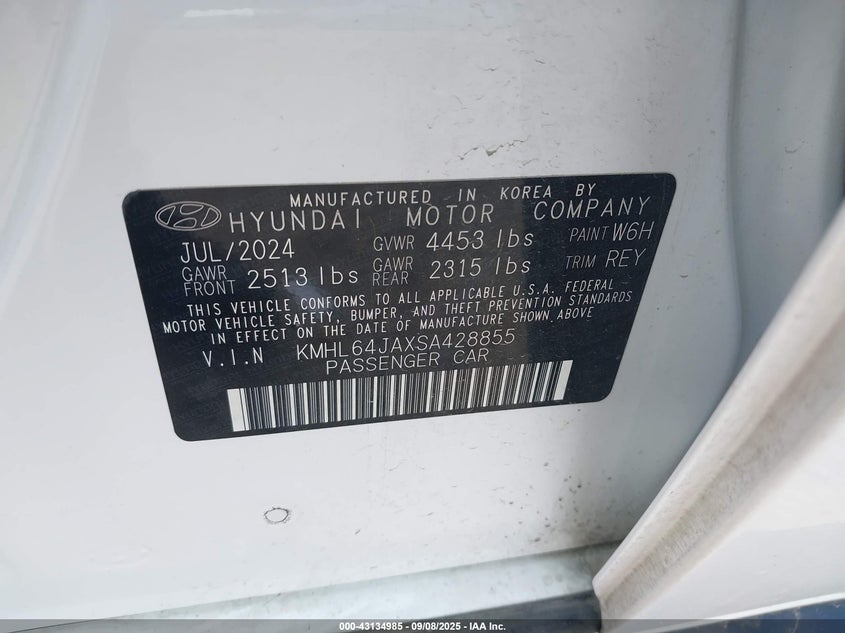 MANUFACTURED IN KOREA BY
HYUNDAI MOTOR COMPANY
JUL/2024 GVWR 4453 lbs PAINT W6H
GAWR FRONT 2513 lbs GAWR REAR 2315 lbs TRIM REY
THIS VEHICLE CONFORMS TO ALL APPLICABLE U.S.A. FEDERAL
MOTOR VEHICLE SAFETY, BUMPER, AND THEFT PREVENTION STANDARDS
IN EFFECT ON THE DATE OF MANUFACTURE SHOWN ABOVE
V.I.N KMHL64JAXSA428855
PASSENGER CAR
000-43134985 - 09/08/2025 - IAA Inc.